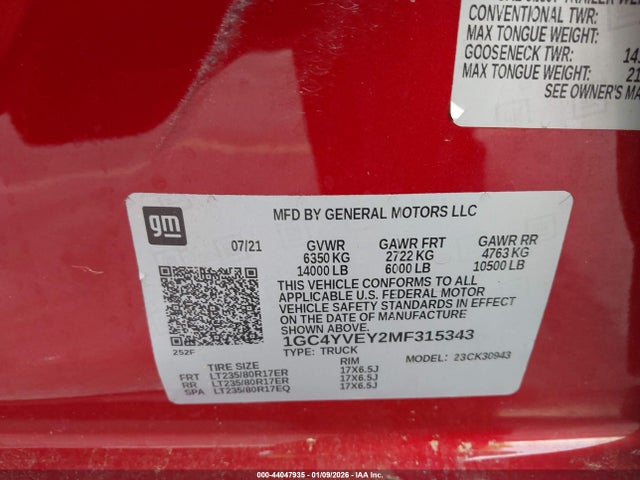 CONVENTIONAL TWR:
MAX TONGUE WEIGHT:
GOOSENECK TWR: 14
MAX TONGUE WEIGHT: 21
SEE OWNER'S MA
gm
MFD BY GENERAL MOTORS LLC
07/21 GVWR GAWR FRT GAWR RR
6350 KG 2722 KG 4763 KG
14000 LB 6000 LB 10500 LB
THIS VEHICLE CONFORMS TO ALL
APPLICABLE U.S. FEDERAL MOTOR
VEHICLE SAFETY STANDARDS IN EFFECT
ON THE DATE OF MANUFACTURE
SHOWN ABOVE.
1GC4YVEY2MF315343
252F
TYPE: TRUCK MODEL: 23CK30943
TIRE SIZE RIM
FRT LT235/80R17ER 17X6.5J
RR LT235/80R17ER 17X6.5J
SPA LT235/80R17EQ 17X6.5J
000-44047935 - 01/09/2026 - IAA Inc.